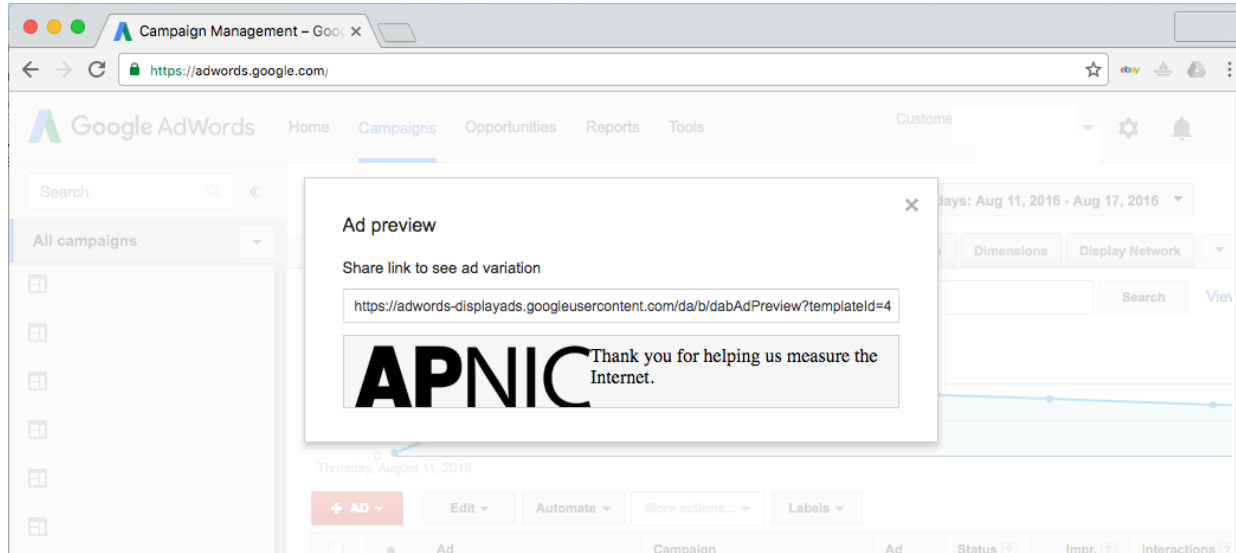 Campaign Management – Goo
https://adwords.google.com/
ebay
Google AdWords
Home
Campaigns
Opportunities
Reports
Tools
Custome
Search
«
days: Aug 11, 2016 - Aug 17, 2016
All campaigns
Dimensions
Display Network
Search
View
Ad preview
Share link to see ad variation
https://adwords-displayads.googleusercontent.com/da/b/dabAdPreview?templateId=4
APNIC
Thank you for helping us measure the
Internet.
0
Thursday, August 11, 2016
+ AD
Edit
Automate
More actions...
Labels
Ad
Campaign
Ad
Status ?
Impr. ?
Interactions ?